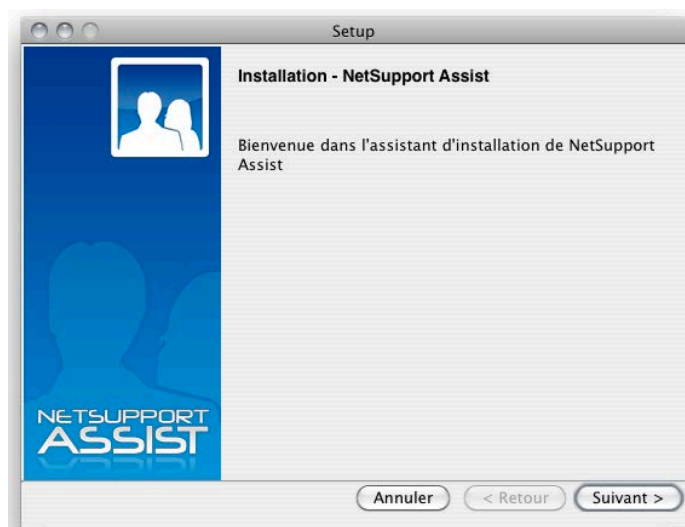 Setup
Installation - NetSupport Assist
Bienvenue dans l'assistant d'installation de NetSupport
Assist
NETSUPPORT
ASSIST
Annuler
< Retour
Suivant >